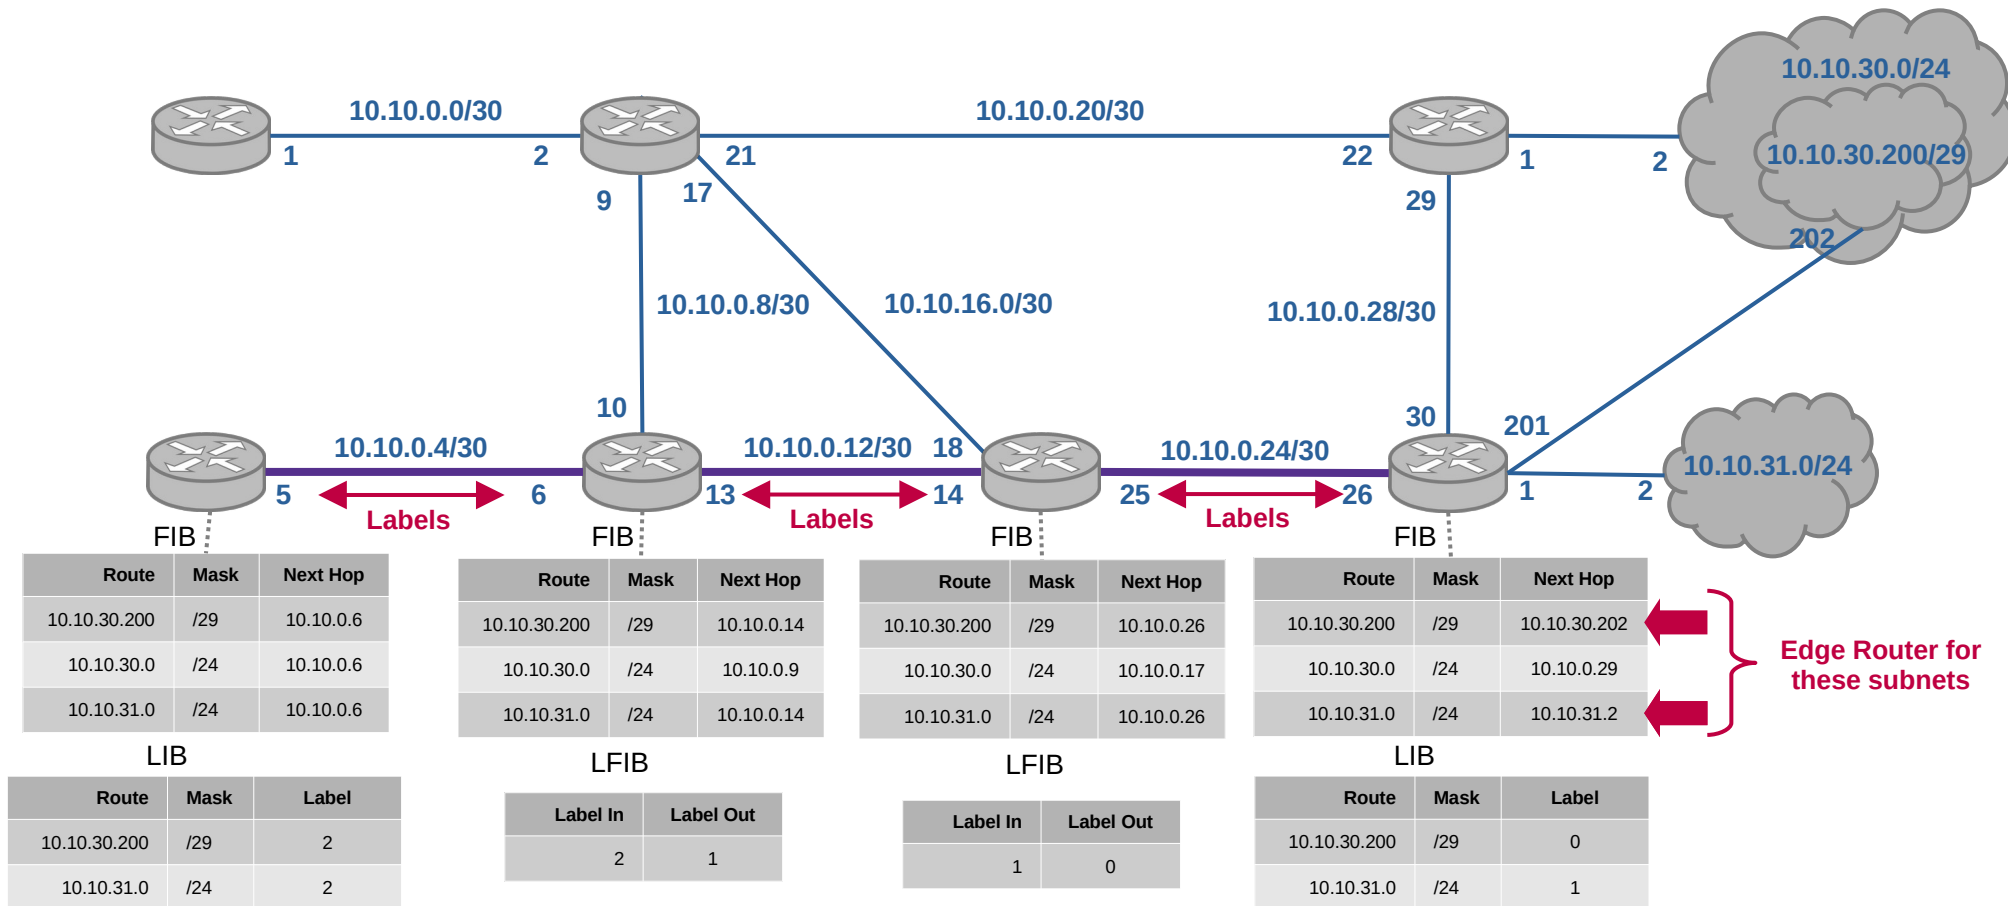 10.10.0.0/30
10.10.0.20/30
10.10.30.0/24
10.10.30.200/29
1
2
21
22
1
2
9
17
29
202
10.10.0.8/30
10.10.16.0/30
10.10.0.28/30
10
30
201
10.10.0.4/30
10.10.0.12/30
18
10.10.0.24/30
10.10.31.0/24
5
6
13
14
25
26
1
2
Labels
Labels
Labels
FIB
Route Mask Next Hop
10.10.30.200 /29 10.10.0.6
10.10.30.0 /24 10.10.0.6
10.10.31.0 /24 10.10.0.6
LIB
Route Mask Label
10.10.30.200 /29 2
10.10.31.0 /24 2
FIB
Route Mask Next Hop
10.10.30.200 /29 10.10.0.14
10.10.30.0 /24 10.10.0.9
10.10.31.0 /24 10.10.0.14
LFIB
Label In Label Out
2 1
FIB
Route Mask Next Hop
10.10.30.200 /29 10.10.0.26
10.10.30.0 /24 10.10.0.17
10.10.31.0 /24 10.10.0.26
LFIB
Label In Label Out
1 0
FIB
Route Mask Next Hop
10.10.30.200 /29 10.10.30.202
10.10.30.0 /24 10.10.0.29
10.10.31.0 /24 10.10.31.2
LIB
Route Mask Label
10.10.30.200 /29 0
10.10.31.0 /24 1
Edge Router for
these subnets